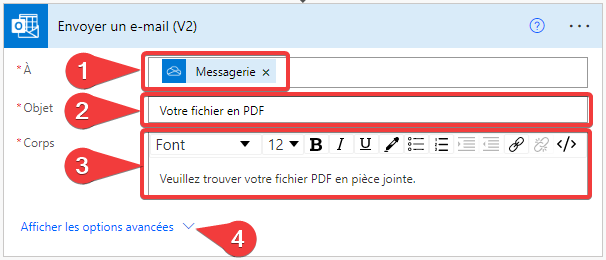 Envoyer un e-mail (V2) ? ...
* À 1 Messagerie ×
* Objet 2 Votre fichier en PDF
* Corps 3 Font 12 B I U </>
Veuillez trouver votre fichier PDF en pièce jointe.
Afficher les options avancées 4